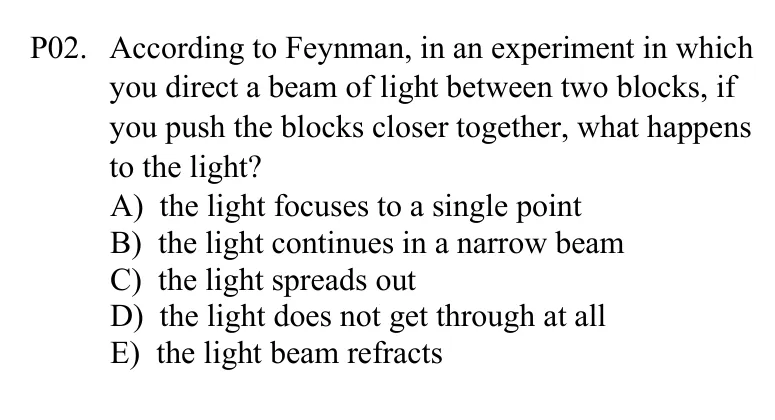 P02. According to Feynman, in an experiment in which
you direct a beam of light between two blocks, if
you push the blocks closer together, what happens
to the light?
A) the light focuses to a single point
B) the light continues in a narrow beam
C) the light spreads out
D) the light does not get through at all
E) the light beam refracts